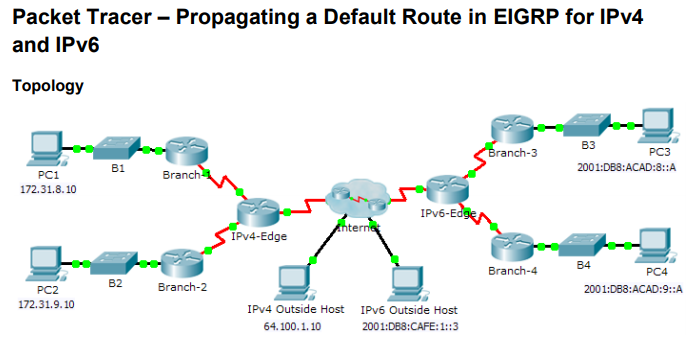 Packet Tracer – Propagating a Default Route in EIGRP for IPv4
and IPv6
Topology
PC1
172.31.8.10
B1
Branch-1
IPv4-Edge
PC2
172.31.9.10
B2
Branch-2
Internet
IPv4 Outside Host
64.100.1.10
IPv6 Outside Host
2001:DB8:CAFE:1::3
IPv6-Edge
Branch-3
B3
PC3
2001:DB8:ACAD:8::A
Branch-4
B4
PC4
2001:DB8:ACAD:9::A